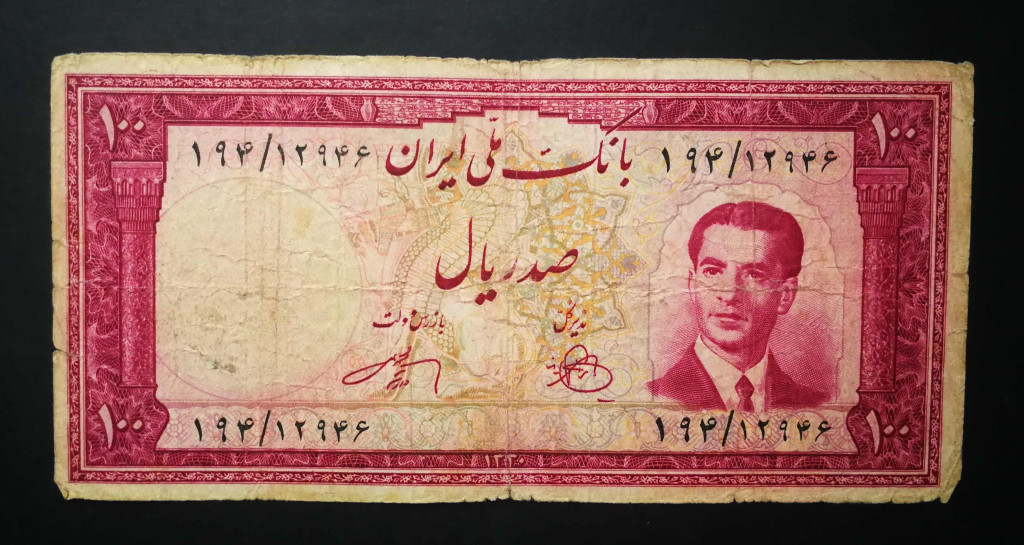 ۱۰۰ ۱۰۰
۱۹۴/۱۲۹۴۶ بانک ملّی ایران ۱۹۴/۱۲۹۴۶
صد ریال
مدیر کل بازرس دولت
۱۹۴/۱۲۹۴۶ ۱۹۴/۱۲۹۴۶
۱۰۰ ۱۰۰
۱۳۳۰